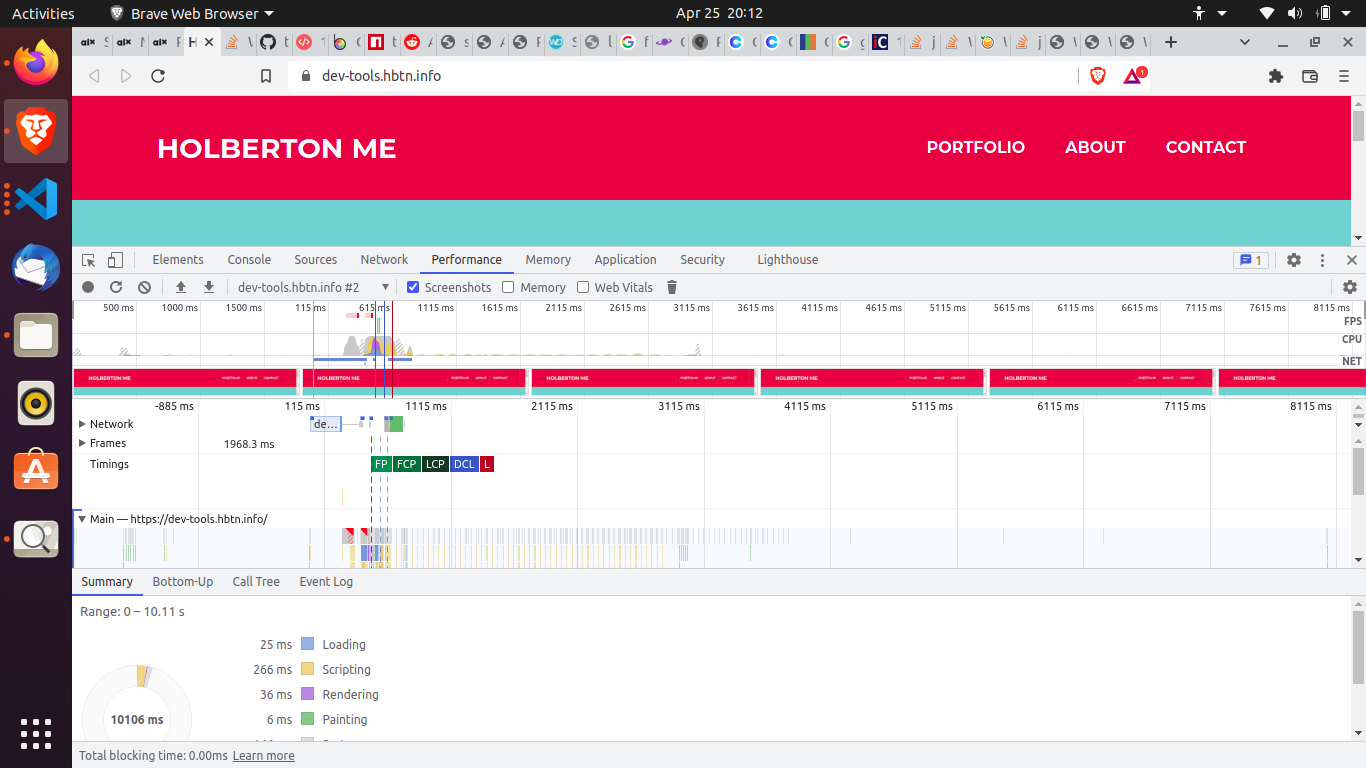 Activities Brave Web Browser Apr 25 20:12
dev-tools.hbtn.info 1
HOLBERTON ME PORTFOLIO ABOUT CONTACT
Elements Console Sources Network Performance Memory Application Security Lighthouse 1
dev-tools.hbtn.info #2 Screenshots Memory Web Vitals
500 ms 1000 ms 1500 ms 115 ms 615 ms 1115 ms 1615 ms 2115 ms 2615 ms 3115 ms 3615 ms 4115 ms 4615 ms 5115 ms 5615 ms 6115 ms 6615 ms 7115 ms 7615 ms 8115 ms
FPS
CPU
NET
HOLBERTON ME HOLBERTON ME HOLBERTON ME HOLBERTON ME HOLBERTON ME HOLBERTON ME
-885 ms 115 ms 1115 ms 2115 ms 3115 ms 4115 ms 5115 ms 6115 ms 7115 ms 8115 ms
Network de...
Frames 1968.3 ms
Timings FP FCP LCP DCL L
Main — https://dev-tools.hbtn.info/
Summary Bottom-Up Call Tree Event Log
Range: 0 – 10.11 s
25 ms Loading
266 ms Scripting
36 ms Rendering
10106 ms 6 ms Painting
Total blocking time: 0.00ms Learn more